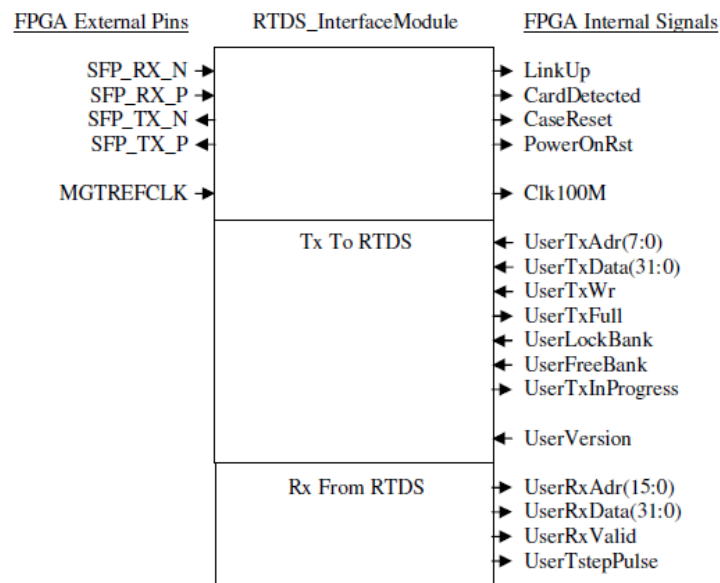 FPGA External Pins RTDS_InterfaceModule FPGA Internal Signals
SFP_RX_N LinkUp
SFP_RX_P CardDetected
SFP_TX_N CaseReset
SFP_TX_P PowerOnRst
MGTREFCLK Clk100M
Tx To RTDS UserTxAdr(7:0)
UserTxData(31:0)
UserTxWr
UserTxFull
UserLockBank
UserFreeBank
UserTxInProgress
UserVersion
Rx From RTDS UserRxAdr(15:0)
UserRxData(31:0)
UserRxValid
UserTstepPulse